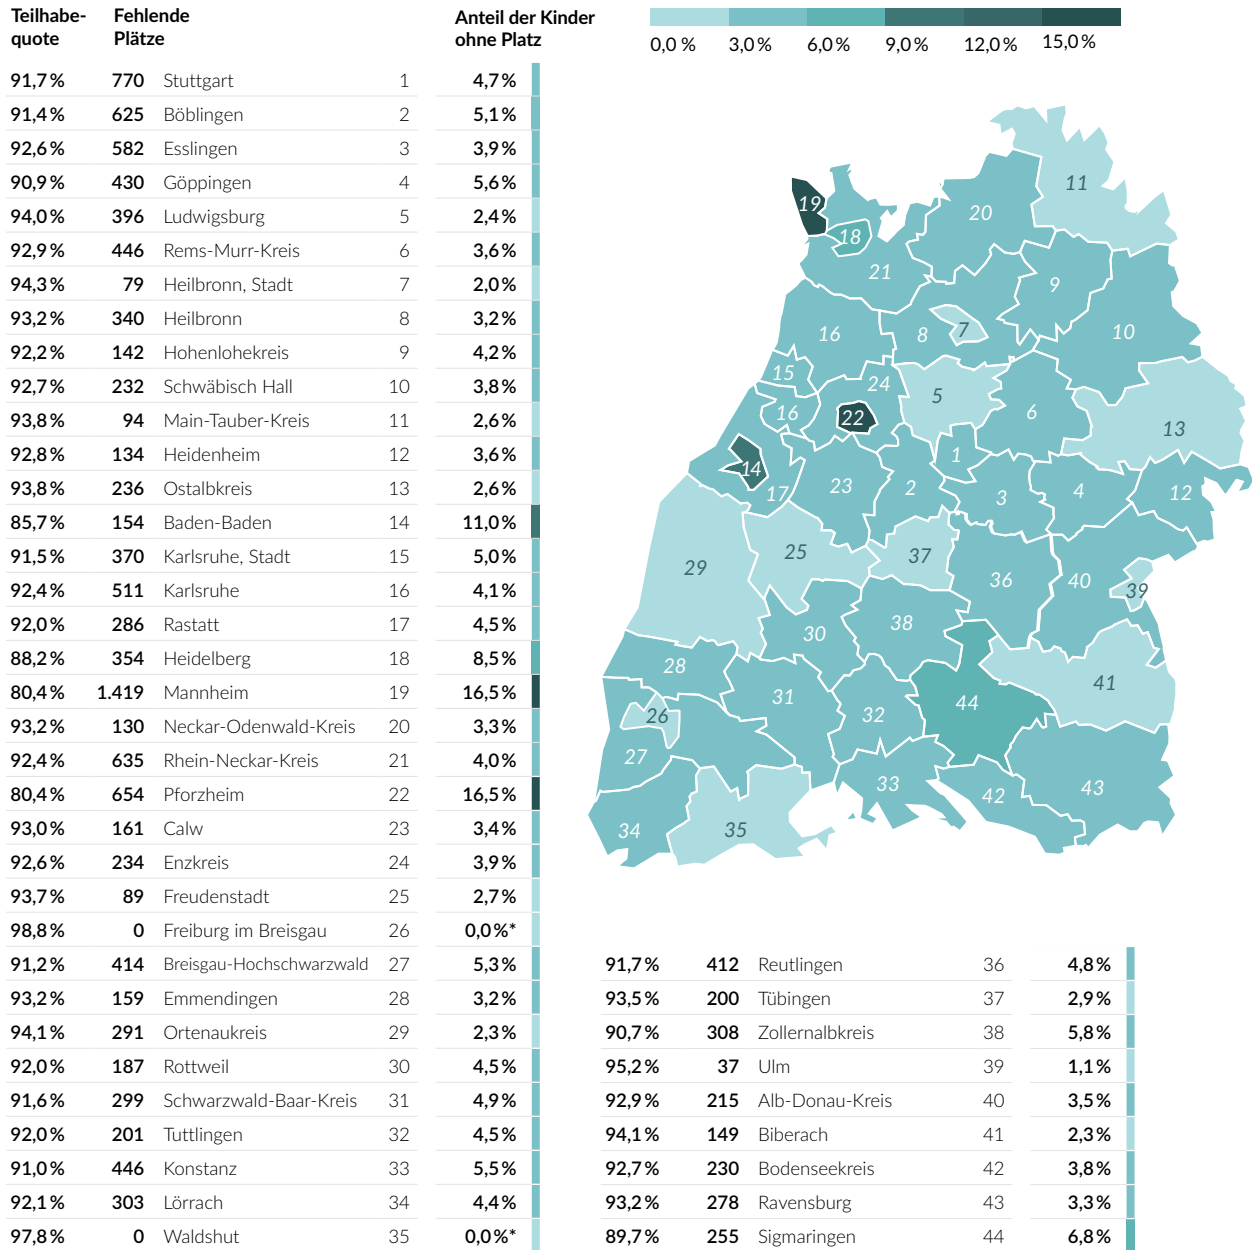 Teilhabe- Fehlende Anteil der Kinder
quote Plätze ohne Platz
0,0 % 3,0 % 6,0 % 9,0 % 12,0 % 15,0 %
91,7 % 770 Stuttgart 1 4,7 %
91,4 % 625 Böblingen 2 5,1 %
92,6 % 582 Esslingen 3 3,9 %
90,9 % 430 Göppingen 4 5,6 %
94,0 % 396 Ludwigsburg 5 2,4 %
92,9 % 446 Rems-Murr-Kreis 6 3,6 %
94,3 % 79 Heilbronn, Stadt 7 2,0 %
93,2 % 340 Heilbronn 8 3,2 %
92,2 % 142 Hohenlohekreis 9 4,2 %
92,7 % 232 Schwäbisch Hall 10 3,8 %
93,8 % 94 Main-Tauber-Kreis 11 2,6 %
92,8 % 134 Heidenheim 12 3,6 %
93,8 % 236 Ostalbkreis 13 2,6 %
85,7 % 154 Baden-Baden 14 11,0 %
91,5 % 370 Karlsruhe, Stadt 15 5,0 %
92,4 % 511 Karlsruhe 16 4,1 %
92,0 % 286 Rastatt 17 4,5 %
88,2 % 354 Heidelberg 18 8,5 %
80,4 % 1.419 Mannheim 19 16,5 %
93,2 % 130 Neckar-Odenwald-Kreis 20 3,3 %
92,4 % 635 Rhein-Neckar-Kreis 21 4,0 %
80,4 % 654 Pforzheim 22 16,5 %
93,0 % 161 Calw 23 3,4 %
92,6 % 234 Enzkreis 24 3,9 %
93,7 % 89 Freudenstadt 25 2,7 %
98,8 % 0 Freiburg im Breisgau 26 0,0 %*
91,2 % 414 Breisgau-Hochschwarzwald 27 5,3 %
93,2 % 159 Emmendingen 28 3,2 %
94,1 % 291 Ortenaukreis 29 2,3 %
92,0 % 187 Rottweil 30 4,5 %
91,6 % 299 Schwarzwald-Baar-Kreis 31 4,9 %
92,0 % 201 Tuttlingen 32 4,5 %
91,0 % 446 Konstanz 33 5,5 %
92,1 % 303 Lörrach 34 4,4 %
97,8 % 0 Waldshut 35 0,0 %*
11
19
20
18
21
9
16
8
7
10
15
24
5
16
22
6
13
14
1
17
23
2
3
4
12
25
37
29
36
40
39
30
38
28
41
31
44
26
32
27
33
42
43
34
35
91,7 % 412 Reutlingen 36 4,8 %
93,5 % 200 Tübingen 37 2,9 %
90,7 % 308 Zollernalbkreis 38 5,8 %
95,2 % 37 Ulm 39 1,1 %
92,9 % 215 Alb-Donau-Kreis 40 3,5 %
94,1 % 149 Biberach 41 2,3 %
92,7 % 230 Bodenseekreis 42 3,8 %
93,2 % 278 Ravensburg 43 3,3 %
89,7 % 255 Sigmaringen 44 6,8 %